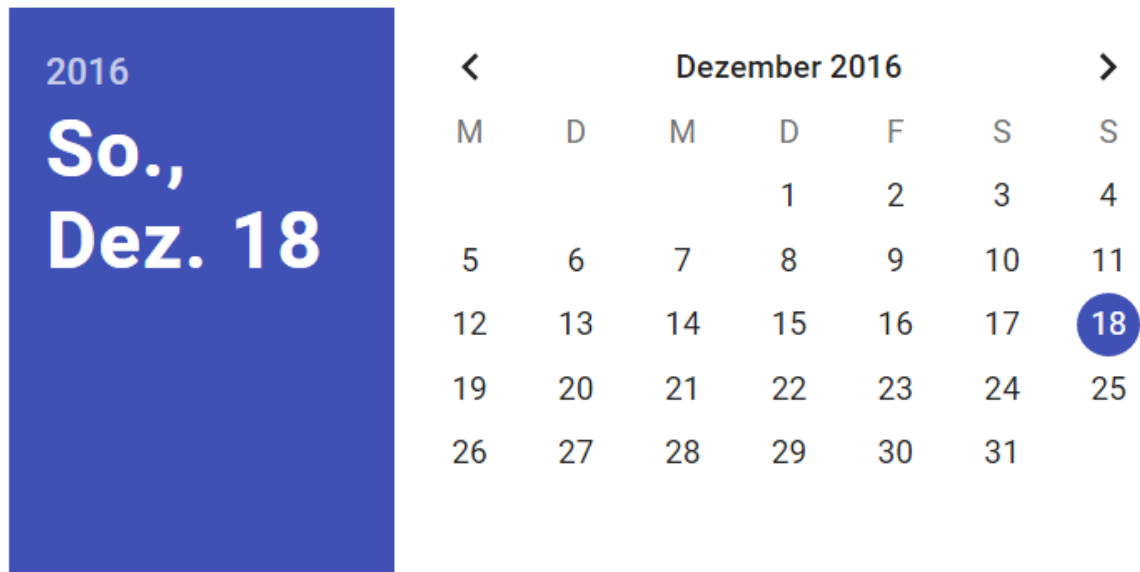 2016
So.,
Dez. 18
Dezember 2016
M D M D F S S
1 2 3 4
5 6 7 8 9 10 11
12 13 14 15 16 17 18
19 20 21 22 23 24 25
26 27 28 29 30 31